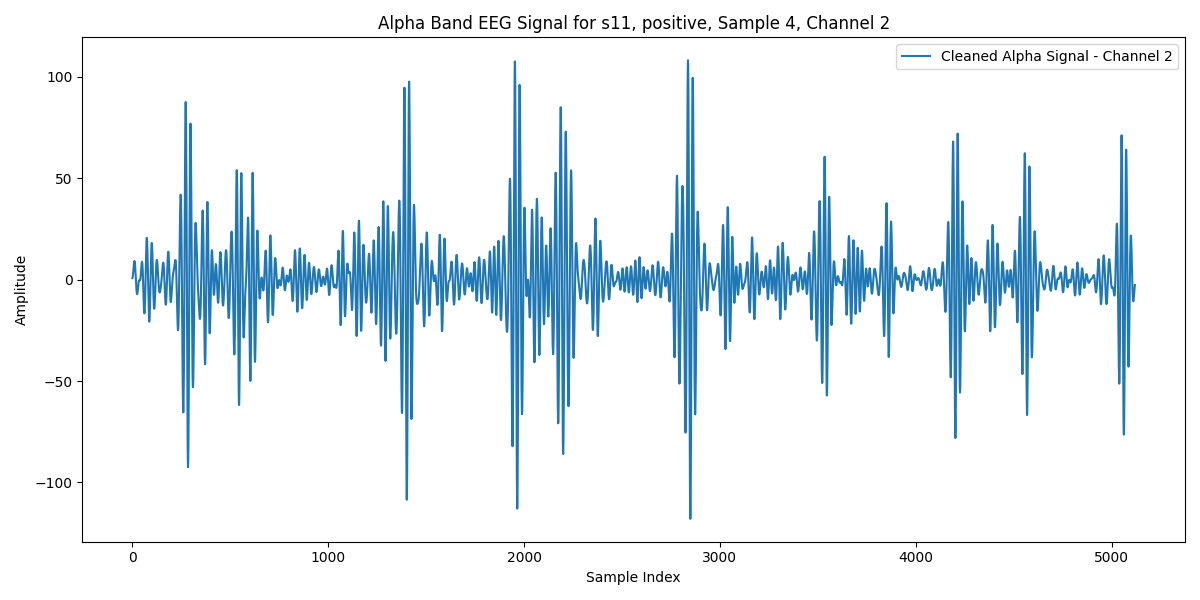 Alpha Band EEG Signal for s11, positive, Sample 4, Channel 2
Cleaned Alpha Signal - Channel 2
Amplitude
100
50
0
−50
−100
0 1000 2000 3000 4000 5000
Sample Index